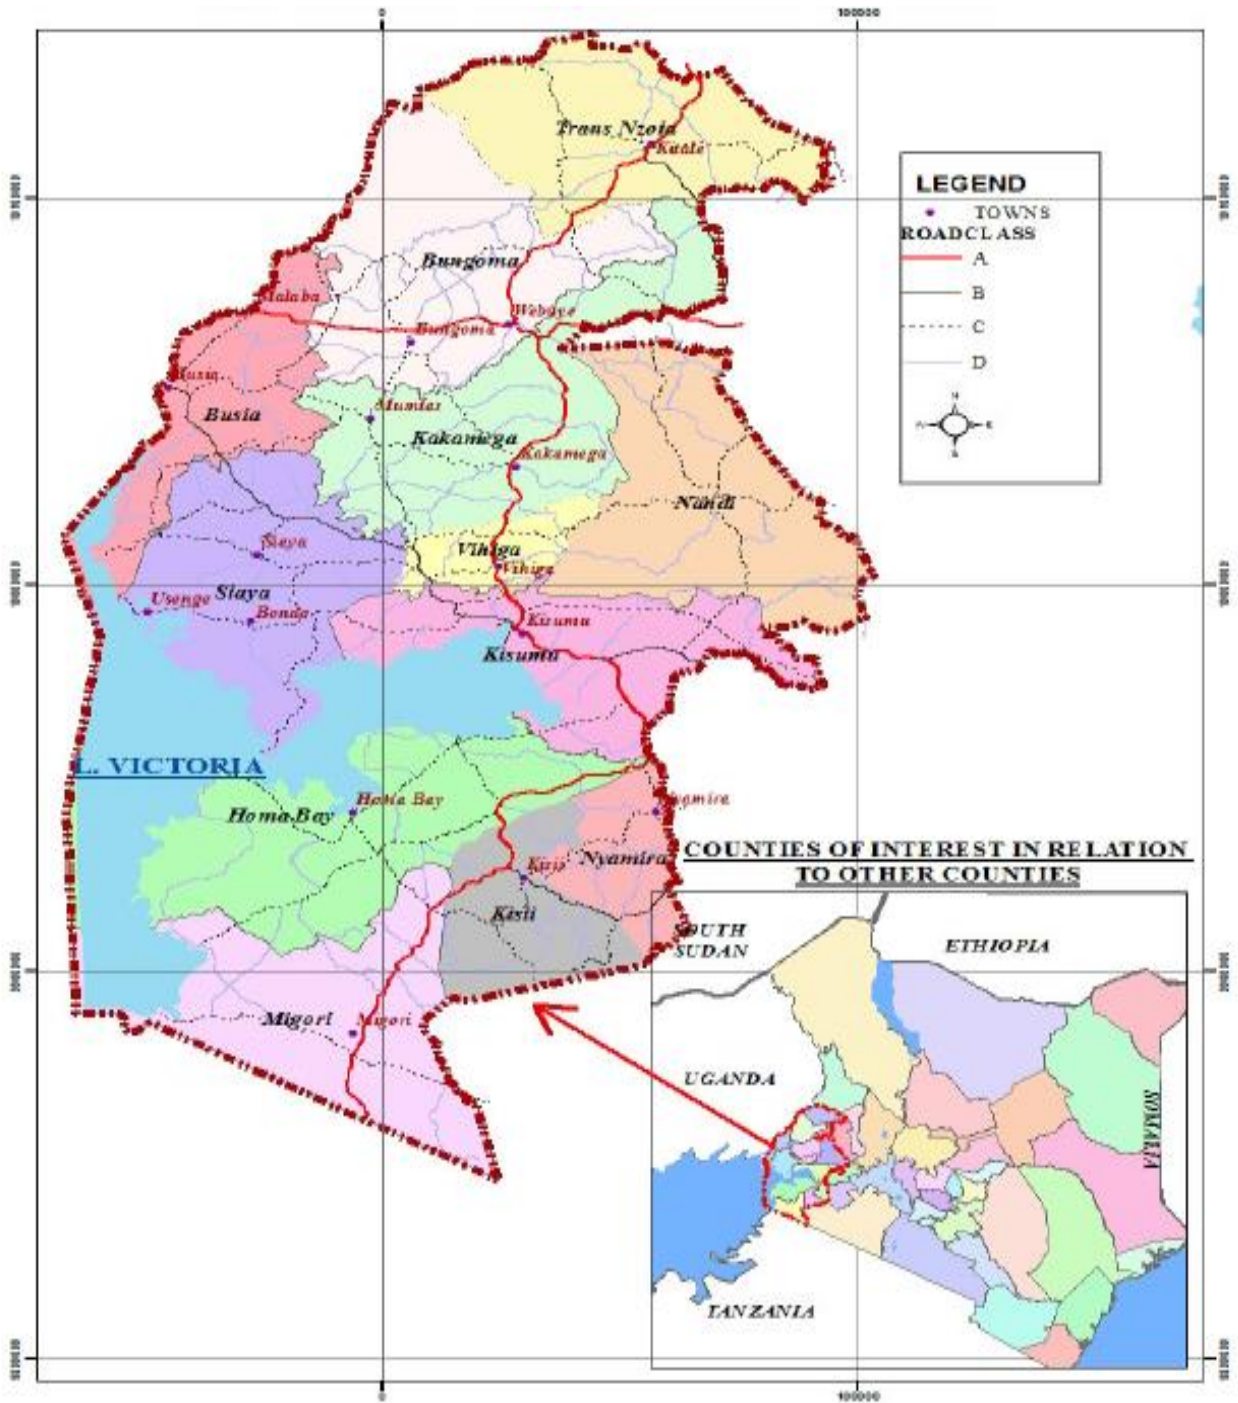 0 100000
Trans Nzoia
Kitale
LEGEND
TOWNS
ROADCLASS
A
B
C
D
N
S
Bungoma
Malaba
Webuye
Bungoma
Busia
Busia
Mumias
Kakamega
Kakamega
Nandi
Vihiga
Vihiga
Siaya
Siaya
Usenge
Bondo
Kisumu
Kisumu
L. VICTORIA
Homa Bay
Homa Bay
Nyamira
Nyamira
Kisii
Kisii
Migori
Migori
COUNTIES OF INTEREST IN RELATION
TO OTHER COUNTIES
SOUTH
SUDAN
ETHIOPIA
UGANDA
SOMALIA
TANZANIA
0 100000